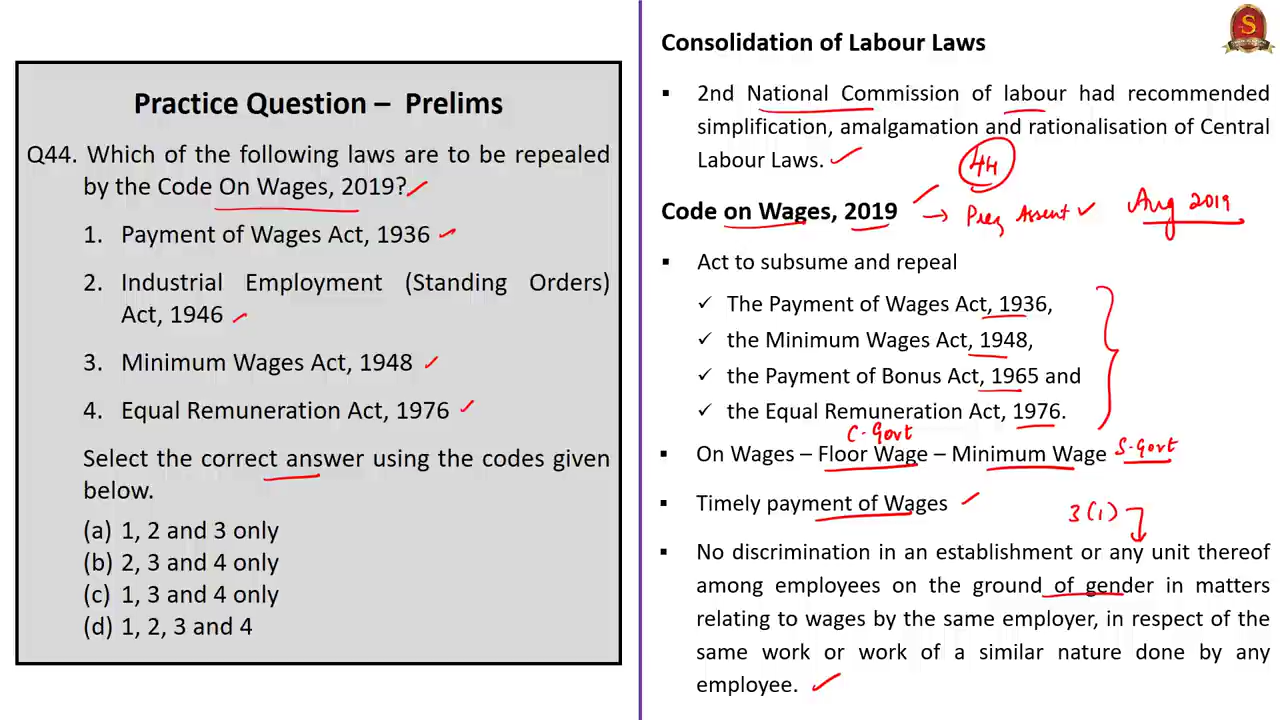 Practice Question – Prelims
Q44. Which of the following laws are to be repealed
by the Code On Wages, 2019?
1. Payment of Wages Act, 1936
2. Industrial Employment (Standing Orders)
Act, 1946
3. Minimum Wages Act, 1948
4. Equal Remuneration Act, 1976
Select the correct answer using the codes given
below.
(a) 1, 2 and 3 only
(b) 2, 3 and 4 only
(c) 1, 3 and 4 only
(d) 1, 2, 3 and 4
S
Consolidation of Labour Laws
▪ 2nd National Commission of labour had recommended
simplification, amalgamation and rationalisation of Central
Labour Laws.
44
Code on Wages, 2019 → Preg Assent ✓ Aug 2019
▪ Act to subsume and repeal
✓ The Payment of Wages Act, 1936,
✓ the Minimum Wages Act, 1948,
✓ the Payment of Bonus Act, 1965 and
✓ the Equal Remuneration Act, 1976.
C. Govt
▪ On Wages – Floor Wage – Minimum Wage S. Govt
▪ Timely payment of Wages
3(1)
▪ No discrimination in an establishment or any unit thereof
among employees on the ground of gender in matters
relating to wages by the same employer, in respect of the
same work or work of a similar nature done by any
employee.